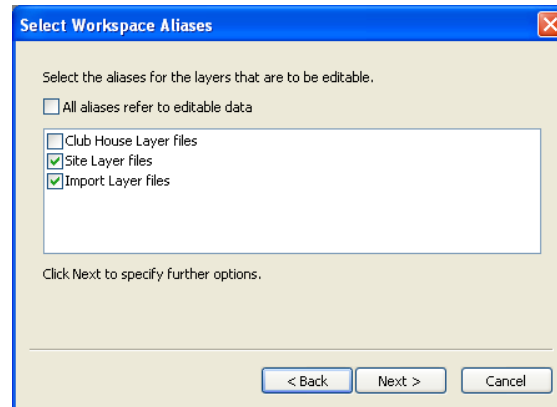 Select Workspace Aliases
Select the aliases for the layers that are to be editable.
All aliases refer to editable data
Club House Layer files
Site Layer files
Import Layer files
Click Next to specify further options.
< Back Next > Cancel